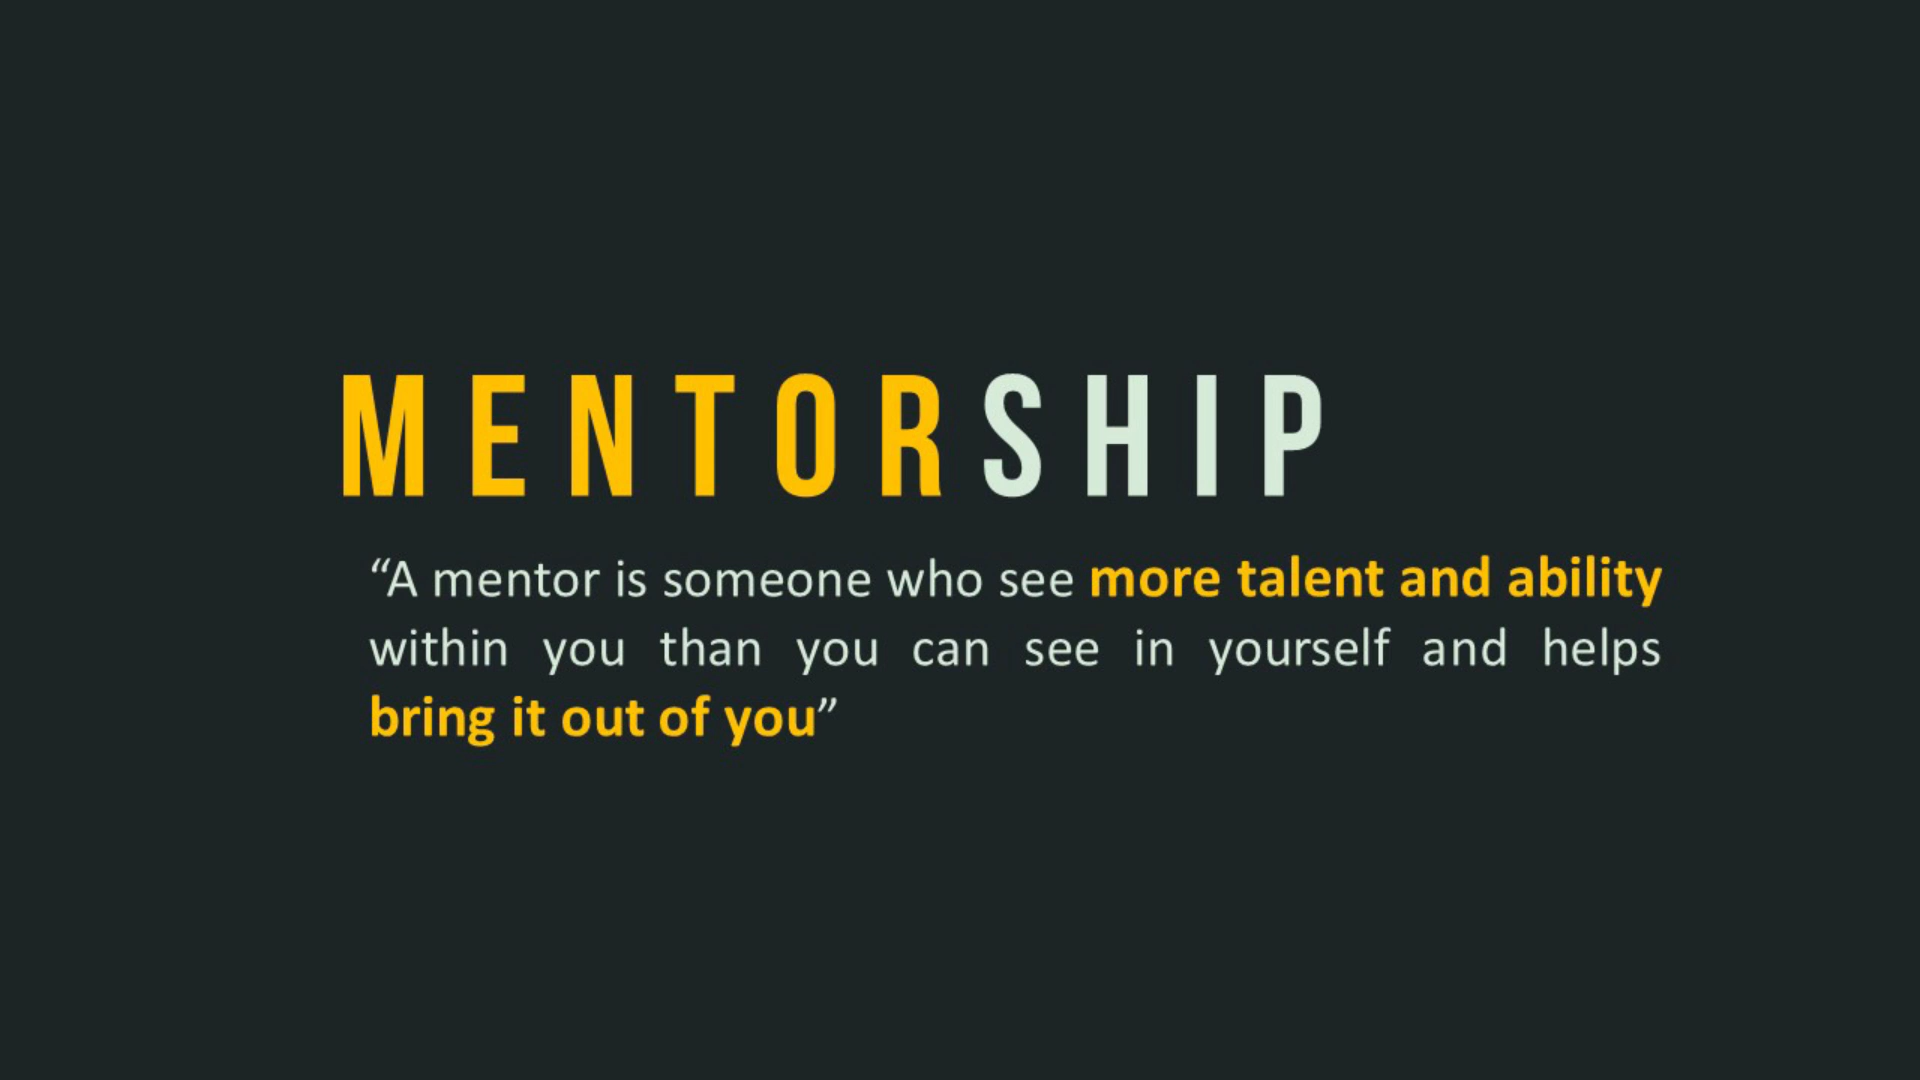 MENTORSHIP
“A mentor is someone who see more talent and ability
within you than you can see in yourself and helps
bring it out of you”